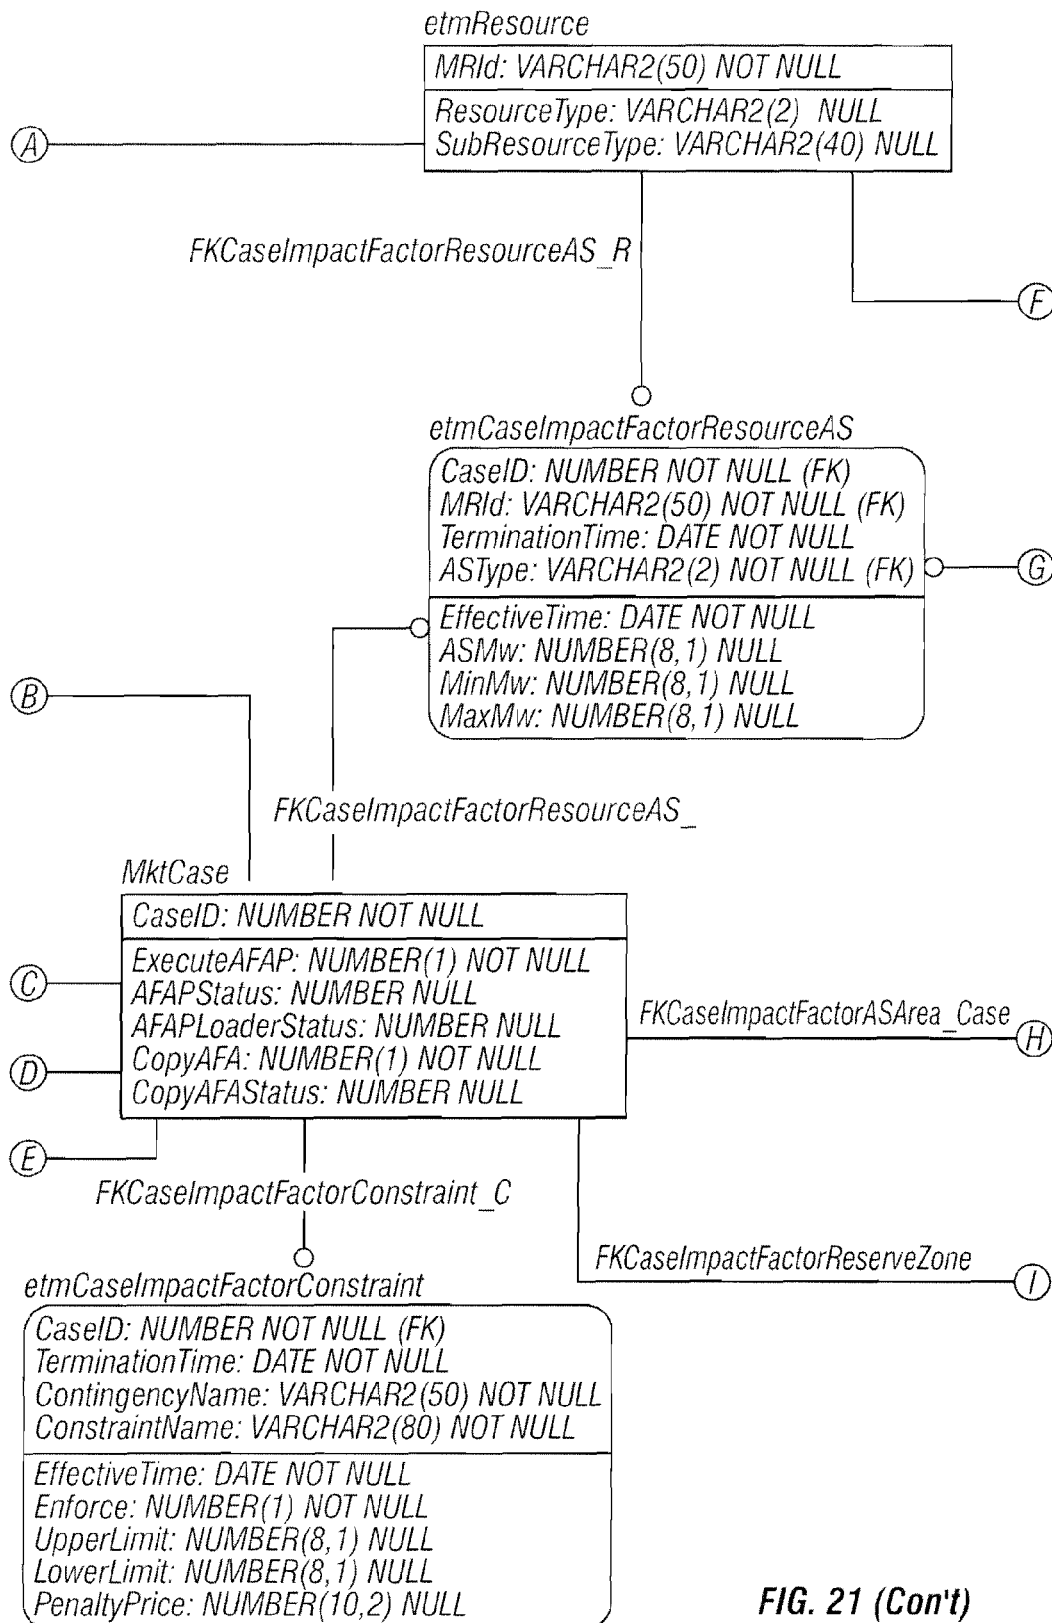 etmResource
MRId: VARCHAR2(50) NOT NULL
ResourceType: VARCHAR2(2) NULL
SubResourceType: VARCHAR2(40) NULL
A
FKCaseImpactFactorResourceAS_R
F
etmCaseImpactFactorResourceAS
CaseID: NUMBER NOT NULL (FK)
MRId: VARCHAR2(50) NOT NULL (FK)
TerminationTime: DATE NOT NULL
ASType: VARCHAR2(2) NOT NULL (FK)
G
EffectiveTime: DATE NOT NULL
ASMw: NUMBER(8,1) NULL
MinMw: NUMBER(8,1) NULL
MaxMw: NUMBER(8,1) NULL
B
FKCaseImpactFactorResourceAS_
MktCase
CaseID: NUMBER NOT NULL
ExecuteAFAP: NUMBER(1) NOT NULL
AFAPStatus: NUMBER NULL
AFAPLoaderStatus: NUMBER NULL
CopyAFA: NUMBER(1) NOT NULL
CopyAFAStatus: NUMBER NULL
C
D
E
FKCaseImpactFactorASArea_Case
H
FKCaseImpactFactorConstraint_C
FKCaseImpactFactorReserveZone
I
etmCaseImpactFactorConstraint
CaseID: NUMBER NOT NULL (FK)
TerminationTime: DATE NOT NULL
ContingencyName: VARCHAR2(50) NOT NULL
ConstraintName: VARCHAR2(80) NOT NULL
EffectiveTime: DATE NOT NULL
Enforce: NUMBER(1) NOT NULL
UpperLimit: NUMBER(8,1) NULL
LowerLimit: NUMBER(8,1) NULL
PenaltyPrice: NUMBER(10,2) NULL
FIG. 21 (Con't)